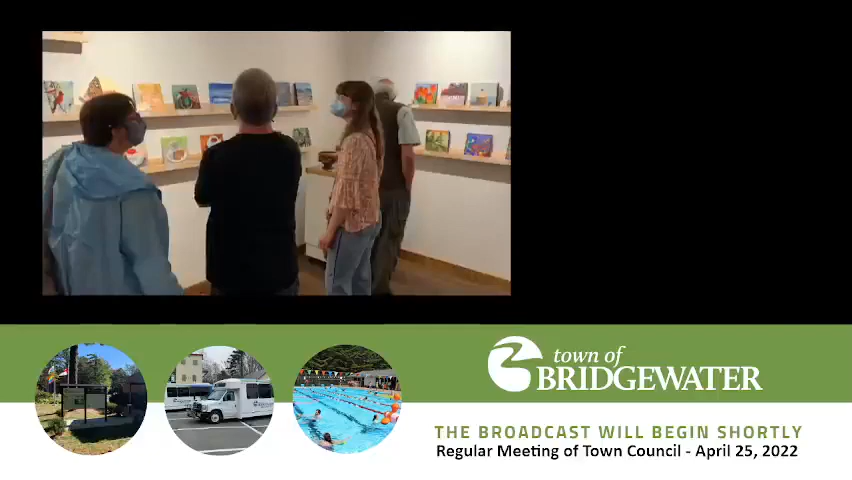 town of
BRIDGEWATER
THE BROADCAST WILL BEGIN SHORTLY
Regular Meeting of Town Council - April 25, 2022